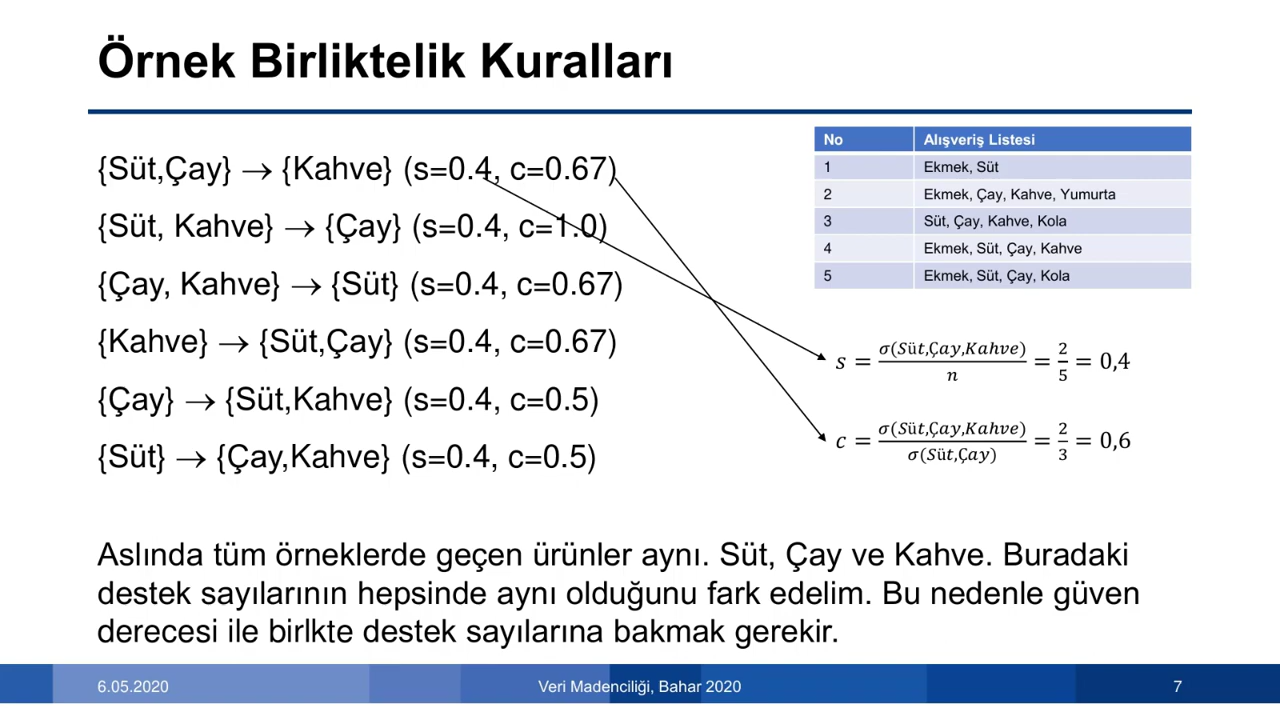 Örnek Birliktelik Kuralları
{Süt,Çay} → {Kahve} (s=0.4, c=0.67)
{Süt, Kahve} → {Çay} (s=0.4, c=1.0)
{Çay, Kahve} → {Süt} (s=0.4, c=0.67)
{Kahve} → {Süt,Çay} (s=0.4, c=0.67)
{Çay} → {Süt,Kahve} (s=0.4, c=0.5)
{Süt} → {Çay,Kahve} (s=0.4, c=0.5)
No Alışveriş Listesi
1 Ekmek, Süt
2 Ekmek, Çay, Kahve, Yumurta
3 Süt, Çay, Kahve, Kola
4 Ekmek, Süt, Çay, Kahve
5 Ekmek, Süt, Çay, Kola
s = σ(Süt,Çay,Kahve) / n = 2/5 = 0,4
c = σ(Süt,Çay,Kahve) / σ(Süt,Çay) = 2/3 = 0,6
Aslında tüm örneklerde geçen ürünler aynı. Süt, Çay ve Kahve. Buradaki
destek sayılarının hepsinde aynı olduğunu fark edelim. Bu nedenle güven
derecesi ile birlkte destek sayılarına bakmak gerekir.
6.05.2020 Veri Madenciliği, Bahar 2020 7